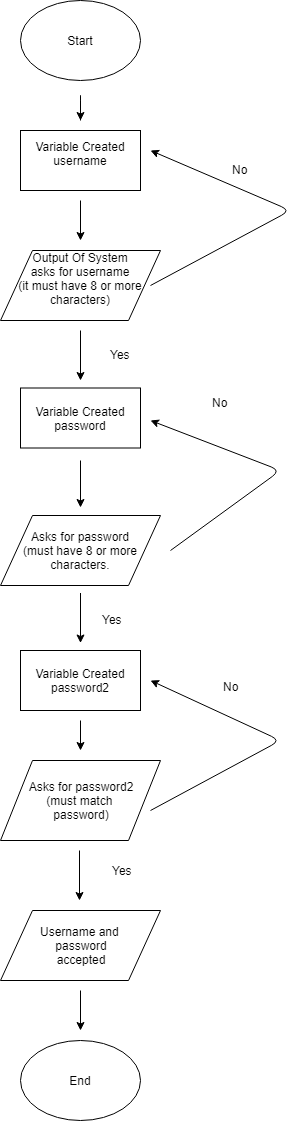 Start
Variable Created
username
No
Output Of System
asks for username
(it must have 8 or more
characters)
Yes
Variable Created
password
No
Asks for password
(must have 8 or more
characters.
Yes
Variable Created
password2
No
Asks for password2
(must match
password)
Yes
Username and
password
accepted
End